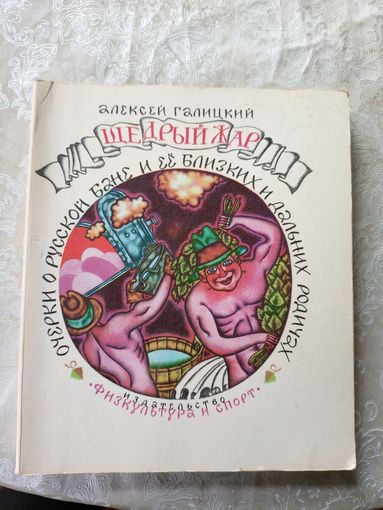 АЛЕКСЕЙ ГАЛИЦКИЙ
ЩЕДРЫЙ ЖАР
ОЧЕРКИ О РУССКОЙ БАНЕ И ЕЁ БЛИЗКИХ И ДАЛЬНИХ РОДИЧАХ
ИЗДАТЕЛЬСТВО
• ФИЗКУЛЬТУРА И СПОРТ •